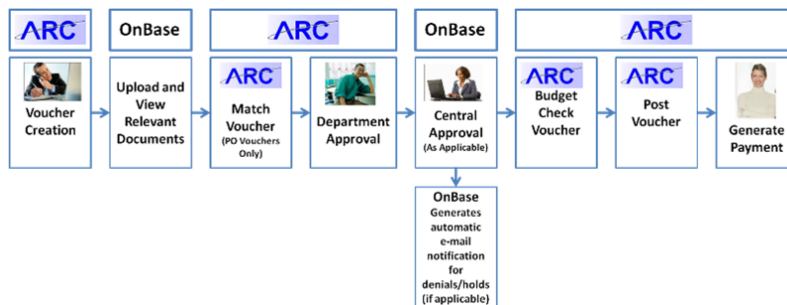 ARC
OnBase
ARC
OnBase
ARC
Voucher
Creation
Upload and
View
Relevant
Documents
ARC
Match
Voucher
(PO Vouchers
Only)
Department
Approval
Central
Approval
(As Applicable)
ARC
Budget
Check
Voucher
ARC
Post
Voucher
Generate
Payment
OnBase
Generates
automatic
e-mail
notification
for
denials/holds
(if applicable)